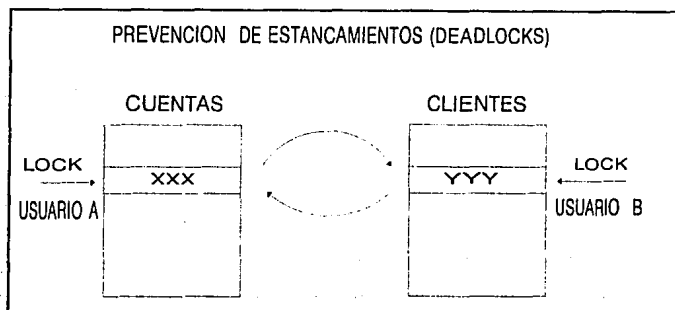 PREVENCION DE ESTANCAMIENTOS (DEADLOCKS)
CUENTAS
CLIENTES
LOCK
XXX
YYY
LOCK
USUARIO A
USUARIO B